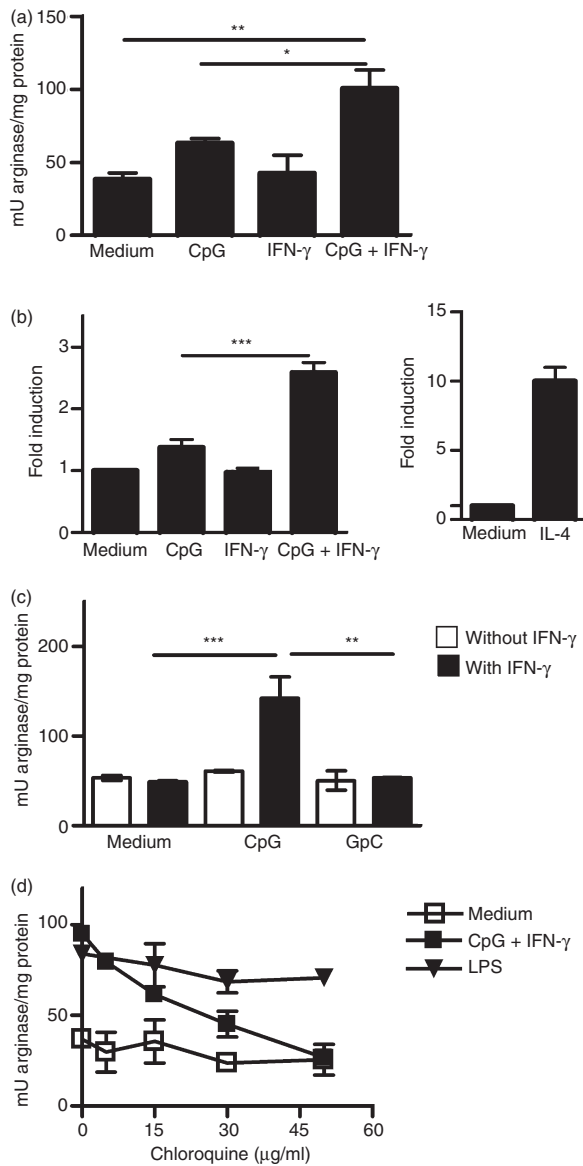 (a)
150
100
50
0
mU arginase/mg protein
**
*
Medium CpG IFN-γ CpG + IFN-γ
(b)
3
2
1
0
Fold induction
***
Medium CpG IFN-γ CpG + IFN-γ
15
10
5
0
Fold induction
Medium IL-4
(c)
200
100
0
mU arginase/mg protein
*** **
Without IFN-γ
With IFN-γ
Medium CpG GpC
(d)
100
50
0
mU arginase/mg protein
Medium
CpG + IFN-γ
LPS
0 15 30 45 60
Chloroquine (μg/ml)